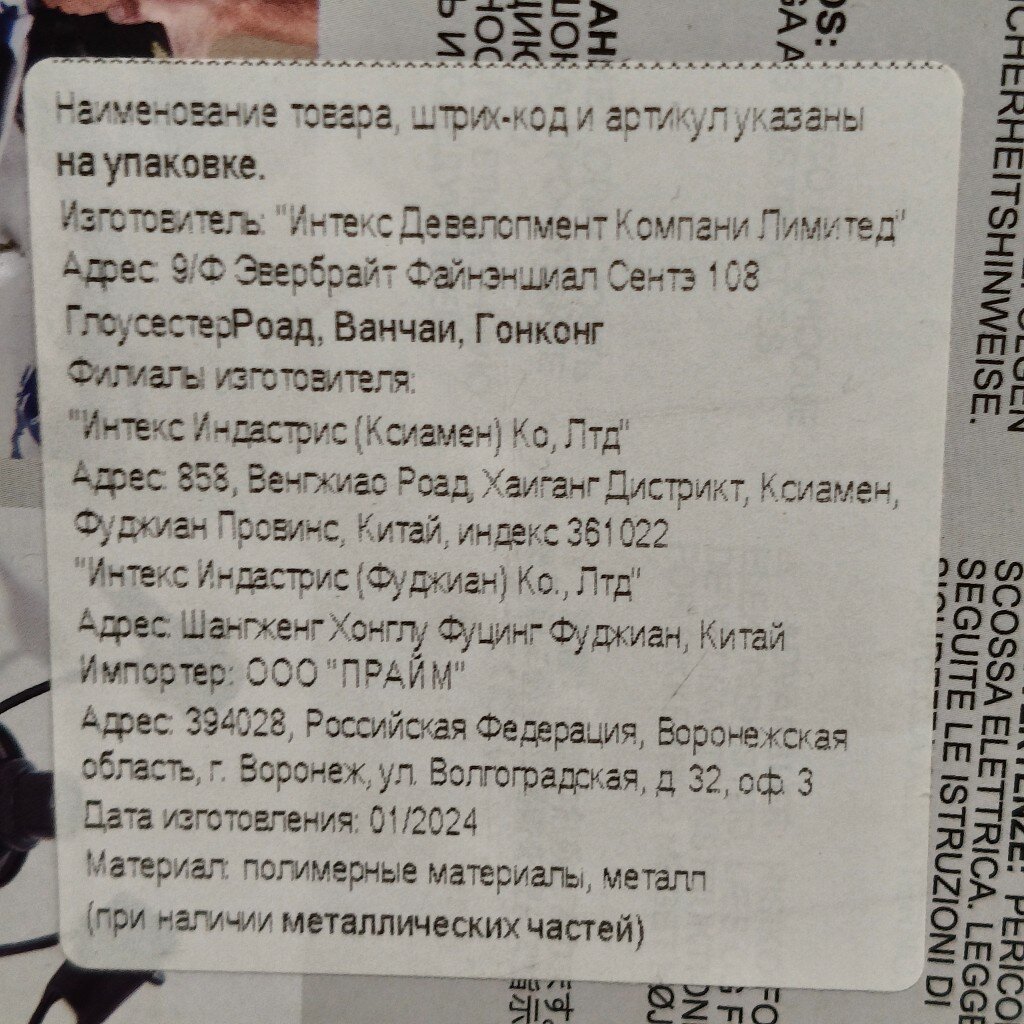 Наименование товара, штрих-код и артикул указаны
на упаковке.
Изготовитель: "Интекс Девелопмент Компани Лимитед"
Адрес: 9/Ф Эвербрайт Файнэншиал Сентэ 108
ГлоусестерРоад, Ванчаи, Гонконг
Филиалы изготовителя:
"Интекс Индастрис (Ксиамен) Ко, Лтд"
Адрес: 858, Венгжиао Роад, Хаиганг Дистрикт, Ксиамен,
Фуджиан Провинс, Китай, индекс 361022
"Интекс Индастрис (Фуджиан) Ко., Лтд"
Адрес: Шангженг Хонглу Фуцинг Фуджиан, Китай
Импортер: ООО "ПРАЙМ"
Адрес: 394028, Российская Федерация, Воронежская
область, г. Воронеж, ул. Волгоградская, д. 32, оф. 3
Дата изготовления: 01/2024
Материал: полимерные материалы, металл
(при наличии металлических частей)
SICHERHEITSHINWEISE.
SCOSSA ELETTRICA. LEGGE
SEGUITE LE ISTRUZIONI DI